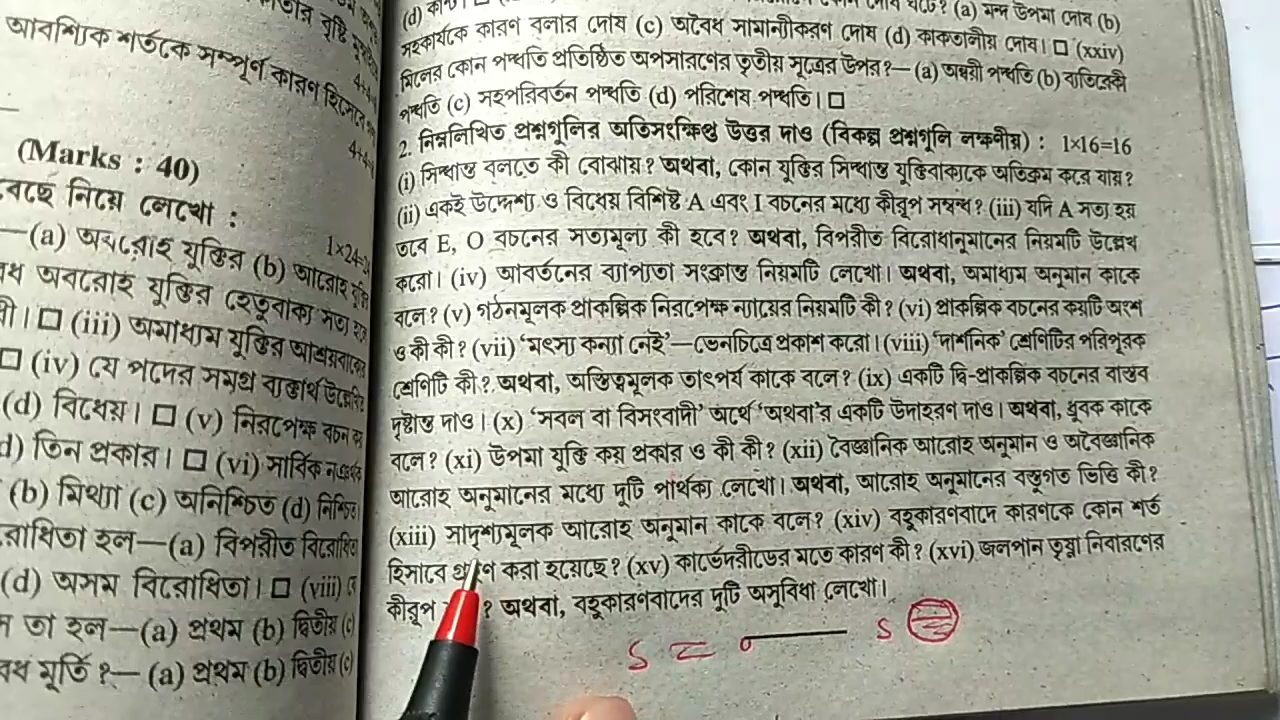 আবশ্যিক শর্তকে সম্পূর্ণ কারণ হিসেবে
(Marks : 40)
বেছে নিয়ে লেখো :
1×24=
—(a) অবরোহ যুক্তির (b) আরোহ
বৈধ অবরোহ যুক্তির হেতুবাক্য সত্য
□ (iii) অমাধ্যম যুক্তির আশ্রয়বাক্যের
□ (iv) যে পদের সমগ্র ব্যক্ত্যর্থ উল্লেখিত
(d) বিধেয়। □ (v) নিরপেক্ষ বচন
d) তিন প্রকার। □ (vi) সার্বিক
(b) মিথ্যা (c) অনিশ্চিত (d) নিশ্চিত
রোধিতা হল—(a) বিপরীত বিরোধিতা
(d) অসম বিরোধিতা। □ (viii)
তা হল—(a) প্রথম (b) দ্বিতীয় (c)
মূর্তি ?— (a) প্রথম (b) দ্বিতীয় (c)
দোষ ঘটে? (a) মন্দ উপমা দোষ (b)
সহকার্যকে কারণ বলার দোষ (c) অবৈধ সামান্যীকরণ দোষ (d) কাকতালীয় দোষ। □ (xxiv)
মিলের কোন পদ্ধতি প্রতিষ্ঠিত অপসারণের তৃতীয় সূত্রের উপর?—(a) অন্বয়ী পদ্ধতি (b) ব্যতিরেকী
পদ্ধতি (c) সহপরিবর্তন পদ্ধতি (d) পরিশেষ পদ্ধতি। □
2. নিম্নলিখিত প্রশ্নগুলির অতিসংক্ষিপ্ত উত্তর দাও (বিকল্প প্রশ্নগুলি লক্ষণীয়) : 1×16=16
(i) সিদ্ধান্ত বলতে কী বোঝায়? অথবা, কোন যুক্তির সিদ্ধান্ত যুক্তিবাক্যকে অতিক্রম করে যায়?
(ii) একই উদ্দেশ্য ও বিধেয় বিশিষ্ট A এবং I বচনের মধ্যে কীরূপ সম্বন্ধ? (iii) যদি A সত্য হয়
তবে E, O বচনের সত্যমূল্য কী হবে? অথবা, বিপরীত বিরোধানুমানের নিয়মটি উল্লেখ
করো। (iv) আবর্তনের ব্যাপ্যতা সংক্রান্ত নিয়মটি লেখো। অথবা, অমাধ্যম অনুমান কাকে
বলে? (v) গঠনমূলক প্রাকল্পিক নিরপেক্ষ ন্যায়ের নিয়মটি কী? (vi) প্রাকল্পিক বচনের কয়টি অংশ
ও কী কী? (vii) ‘মৎস্য কন্যা নেই’—ভেনচিত্রে প্রকাশ করো। (viii) ‘দার্শনিক’ শ্রেণিটির পরিপূরক
শ্রেণিটি কী? অথবা, অস্তিত্বমূলক তাৎপর্য কাকে বলে? (ix) একটি দ্বি-প্রাকল্পিক বচনের বাস্তব
দৃষ্টান্ত দাও। (x) ‘সবল বা বিসংবাদী’ অর্থে ‘অথবা’র একটি উদাহরণ দাও। অথবা, ধ্রুবক কাকে
বলে? (xi) উপমা যুক্তি কয় প্রকার ও কী কী? (xii) বৈজ্ঞানিক আরোহ অনুমান ও অবৈজ্ঞানিক
আরোহ অনুমানের মধ্যে দুটি পার্থক্য লেখো। অথবা, আরোহ অনুমানের বস্তুগত ভিত্তি কী?
(xiii) সাদৃশ্যমূলক আরোহ অনুমান কাকে বলে? (xiv) বহুকারণবাদে কারণকে কোন শর্ত
হিসাবে গ্রহণ করা হয়েছে? (xv) কার্ভেদরীডের মতে কারণ কী? (xvi) জলপান তৃষ্ণা নিবারণের
কীরূপ ? অথবা, বহুকারণবাদের দুটি অসুবিধা লেখো।
S =
S